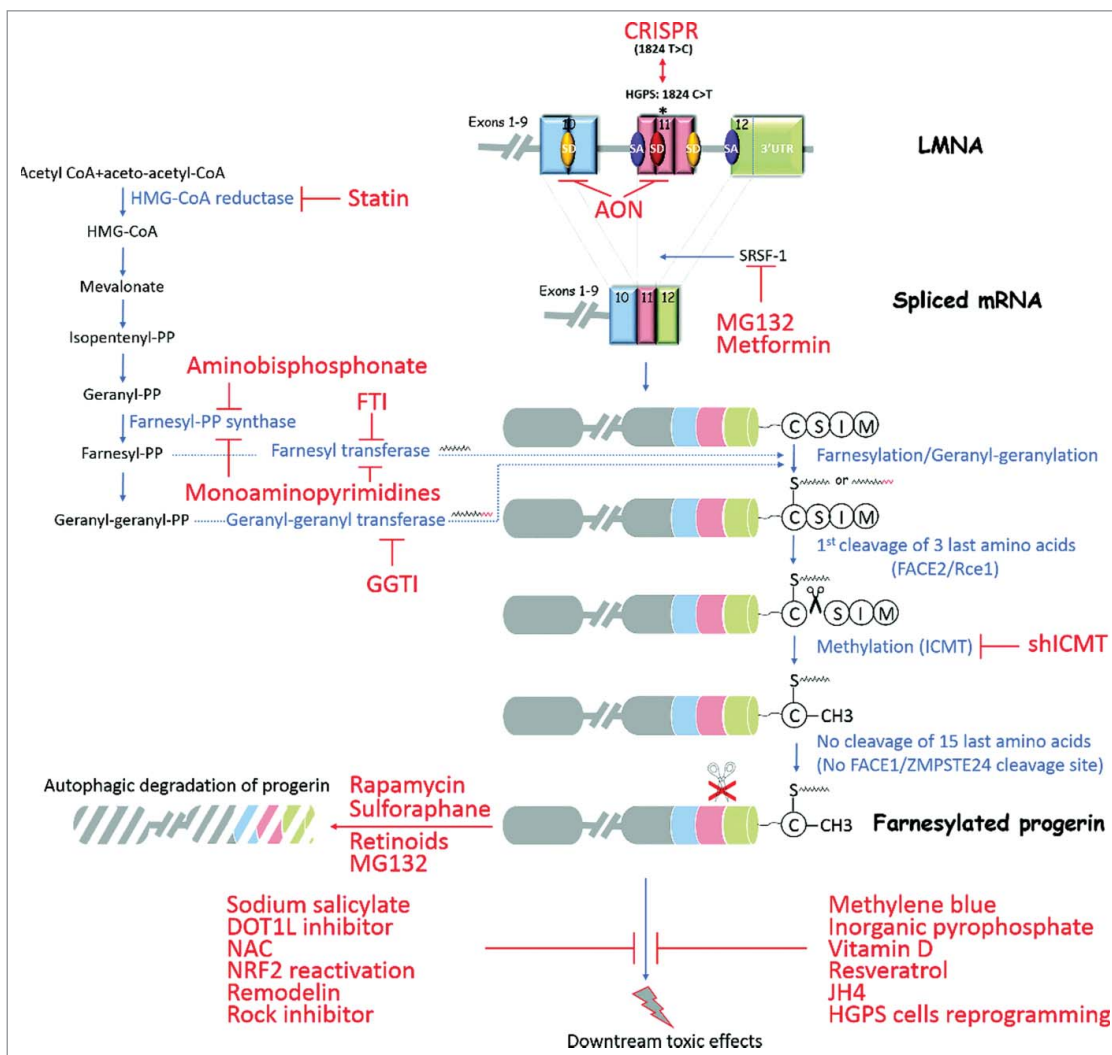 CRISPR
(1824 T>C)
HGPS: 1824 C>T
*
Exons 1-9
10
11
12
SD
SA
SD
SD
SA
3'UTR
LMNA
AON
Acetyl CoA+aceto-acetyl-CoA
HMG-CoA reductase
Statin
HMG-CoA
Mevalonate
Isopentenyl-PP
Geranyl-PP
Farnesyl-PP synthase
Farnesyl-PP
Farnesyl transferase
Geranyl-geranyl-PP
Geranyl-geranyl transferase
Aminobisphosphonate
FTI
Monoaminopyrimidines
GGTI
SRSF-1
Exons 1-9
10
11
12
Spliced mRNA
MG132
Metformin
C S I M
Farnesylation/Geranyl-geranylation
S or
C S I M
1st cleavage of 3 last amino acids
(FACE2/Rce1)
S
C S I M
Methylation (ICMT)
shICMT
S
C CH3
No cleavage of 15 last amino acids
(No FACE1/ZMPSTE24 cleavage site)
S
C CH3
Farnesylated progerin
Autophagic degradation of progerin
Rapamycin
Sulforaphane
Retinoids
MG132
Sodium salicylate
DOT1L inhibitor
NAC
NRF2 reactivation
Remodelin
Rock inhibitor
Methylene blue
Inorganic pyrophosphate
Vitamin D
Resveratrol
JH4
HGPS cells reprogramming
Downtream toxic effects